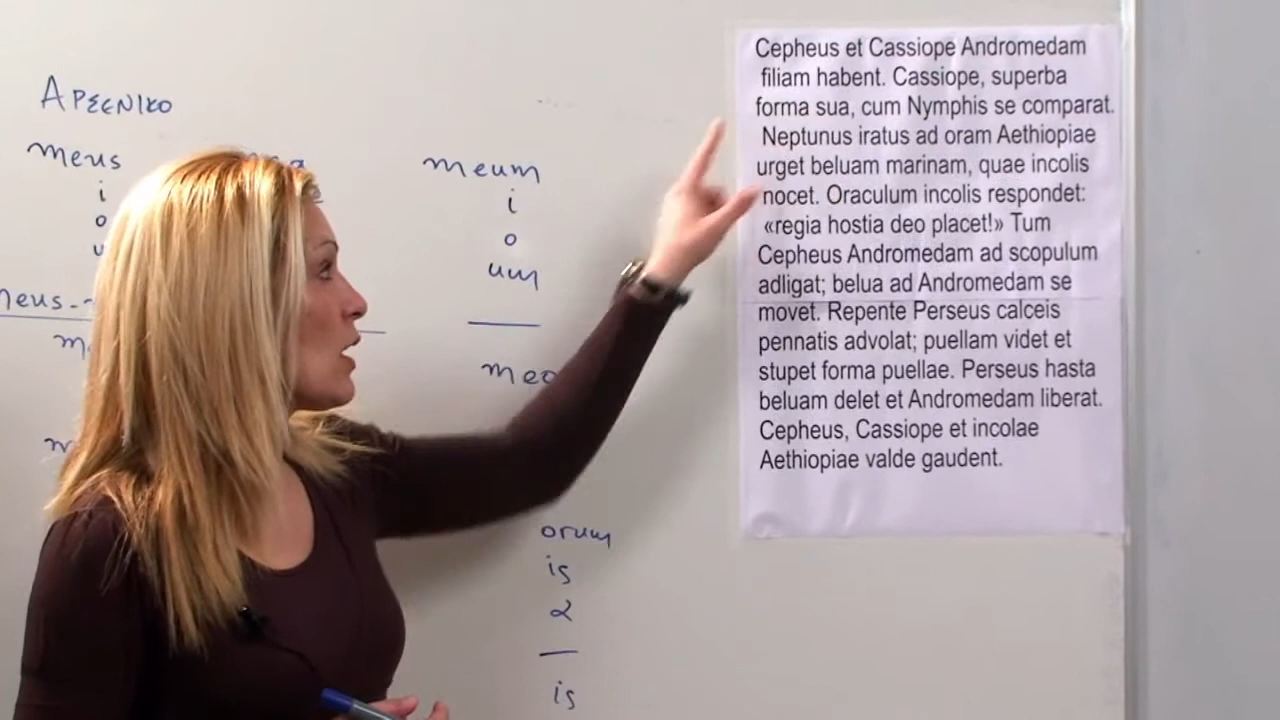 Αρσενικο
meus
meum
i
i
o
o
um
meus
orum
is
α
is
Cepheus et Cassiope Andromedam
filiam habent. Cassiope, superba
forma sua, cum Nymphis se comparat.
Neptunus iratus ad oram Aethiopiae
urget beluam marinam, quae incolis
nocet. Oraculum incolis respondet:
«regia hostia deo placet!» Tum
Cepheus Andromedam ad scopulum
adligat; belua ad Andromedam se
movet. Repente Perseus calceis
pennatis advolat; puellam videt et
stupet forma puellae. Perseus hasta
beluam delet et Andromedam liberat.
Cepheus, Cassiope et incolae
Aethiopiae valde gaudent.